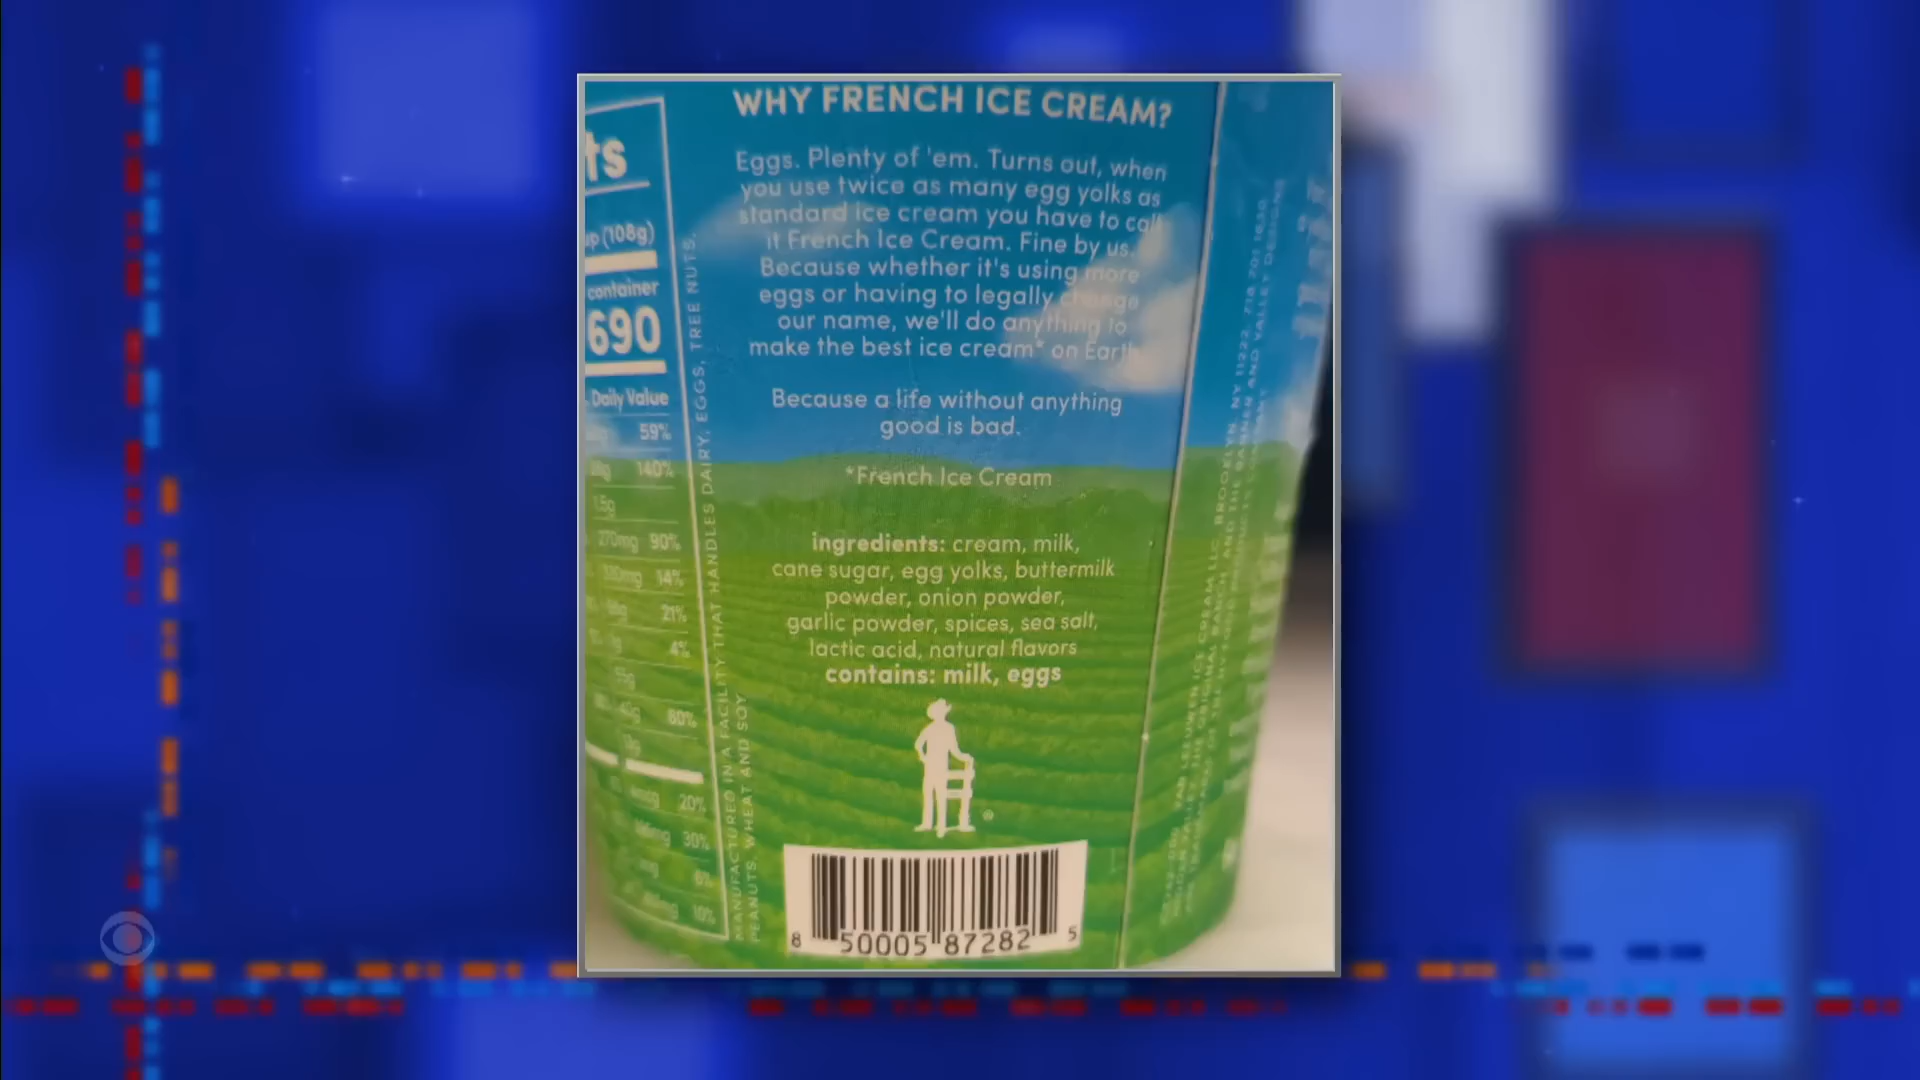 WHY FRENCH ICE CREAM?
Eggs. Plenty of 'em. Turns out, when
you use twice as many egg yolks as
standard ice cream you have to call
it French Ice Cream. Fine by us.
Because whether it's using more
eggs or having to legally change
our name, we'll do anything to
make the best ice cream* on Earth
Because a life without anything
good is bad.
*French Ice Cream
ingredients: cream, milk,
cane sugar, egg yolks, buttermilk
powder, onion powder,
garlic powder, spices, sea salt,
lactic acid, natural flavors
contains: milk, eggs
8 50005 87282 5
ts
(108g)
container
690
Daily Value
59%
140%
270mg 90%
14%
21%
4%
80%
20%
30%
6%
10%
MANUFACTURED IN A FACILITY THAT HANDLES DAIRY, EGGS, TREE NUTS,
PEANUTS, WHEAT AND SOY